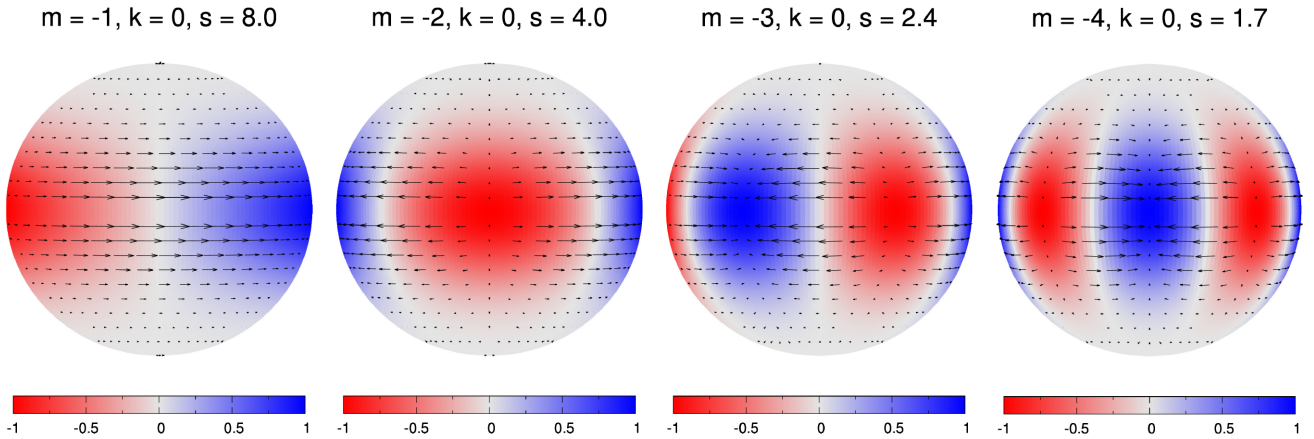 m = -1, k = 0, s = 8.0
m = -2, k = 0, s = 4.0
m = -3, k = 0, s = 2.4
m = -4, k = 0, s = 1.7
-1 -0.5 0 0.5 1
-1 -0.5 0 0.5 1
-1 -0.5 0 0.5 1
-1 -0.5 0 0.5 1